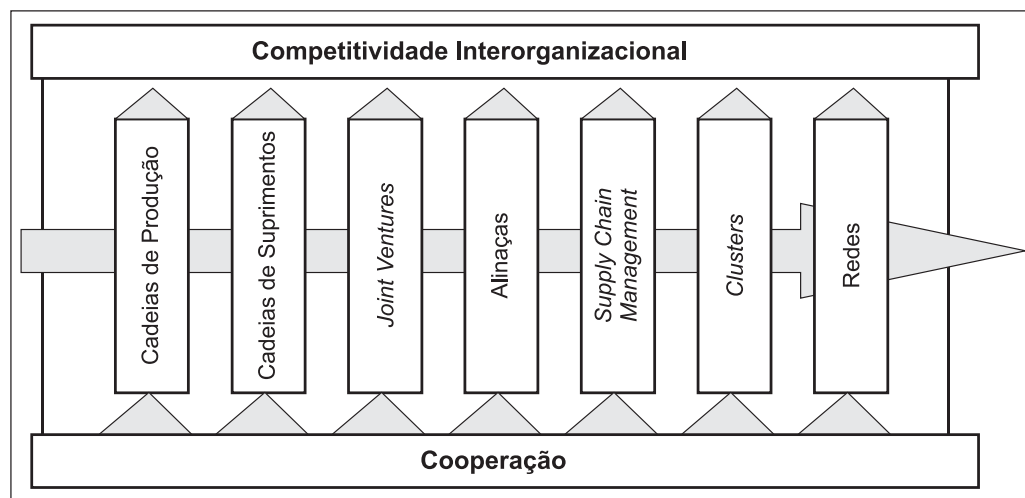 Competitividade Interorganizacional
Cadeias de Produção
Cadeias de Suprimentos
Joint Ventures
Alinaças
Supply Chain
Management
Clusters
Redes
Cooperação